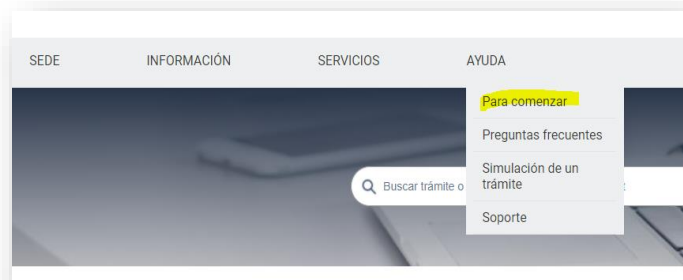 SEDE INFORMACIÓN SERVICIOS AYUDA
Para comenzar
Preguntas frecuentes
Simulación de un
trámite
Buscar trámite o
Soporte